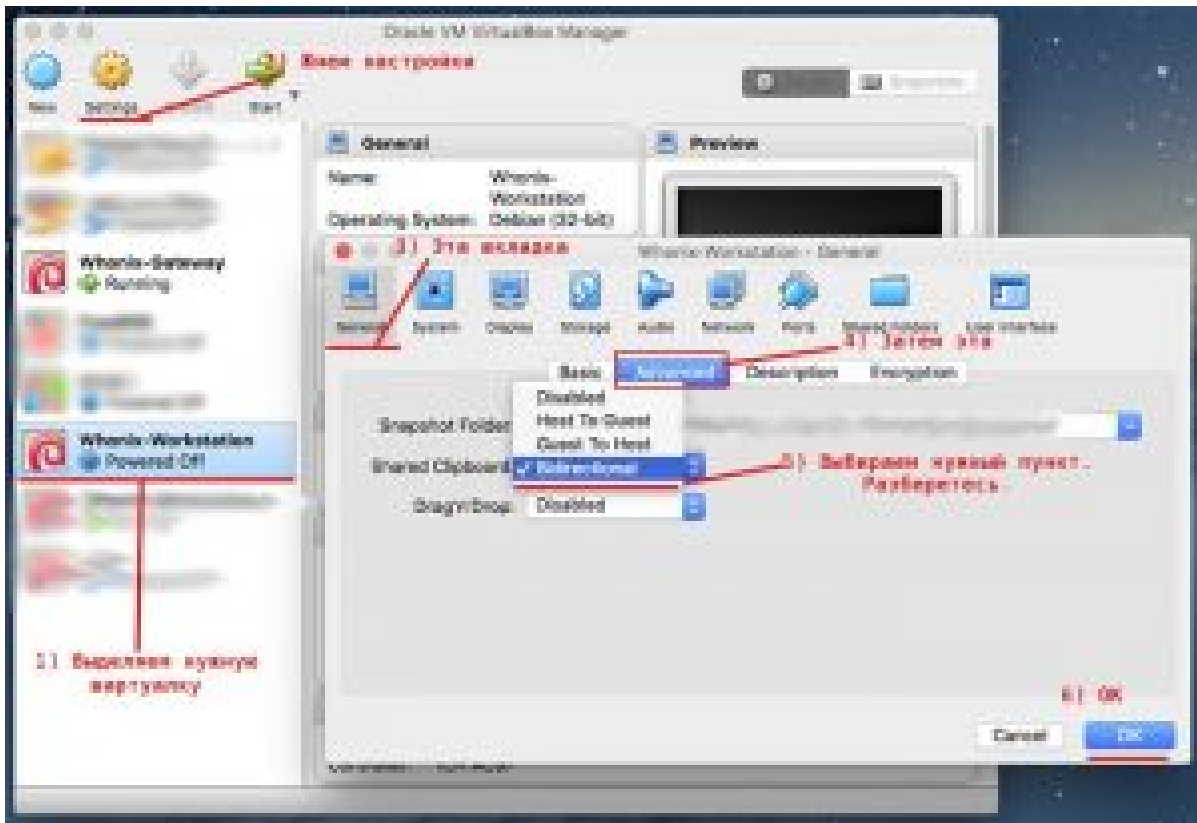 Oracle VM VirtualBox Manager
New Settings Start
2) Жмем настройки
General
Preview
Name: Whonix-
Workstation
Operating System: Debian (32-bit)
Whonix-Gateway
Running
3) Эта вкладка
Whonix-Workstation - General
General System Display Storage Audio Network Ports Shared Folders User Interface
4) Затем эта
Basic Advanced Description Encryption
Disabled
Host To Guest
Guest To Host
Snapshot Folder:
Shared Clipboard: Bidirectional
Drag'n'Drop: Disabled
5) Выбираем нужный пункт.
Разберетесь.
Whonix-Workstation
Powered Off
1) Выделяем нужную
виртуалку
6) OK
Cancel OK